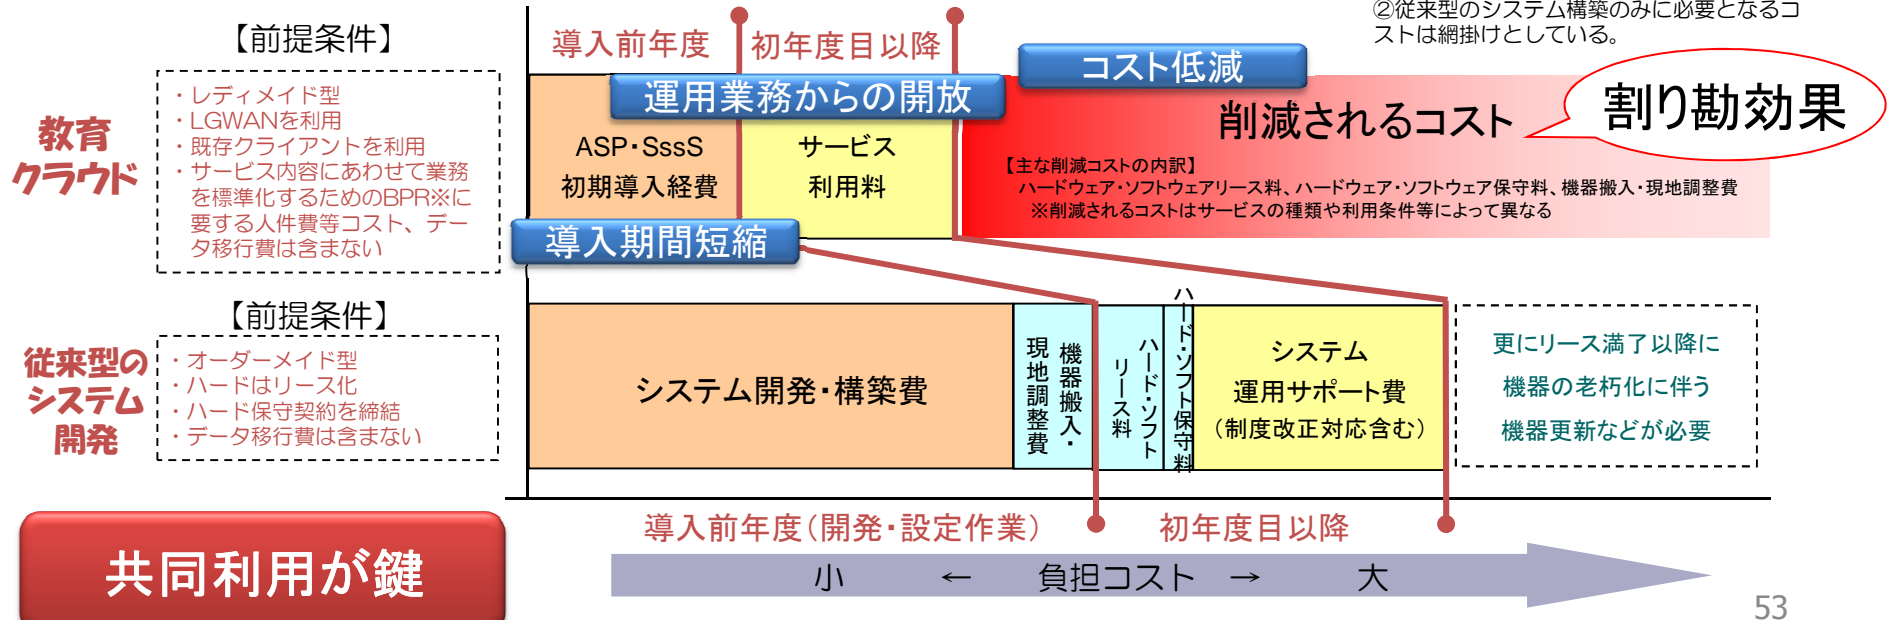 ②従来型のシステム構築のみに必要となるコ
ストは網掛けとしている。
【前提条件】
導入前年度
初年度目以降
コスト低減
運用業務からの開放
教育
クラウド
・レディメイド型
・LGWANを利用
・既存クライアントを利用
・サービス内容にあわせて業務
を標準化するためのBPR※に
要する人件費等コスト、デー
タ移行費は含まない
ASP・SssS
初期導入経費
サービス
利用料
削減されるコスト
割り勘効果
【主な削減コストの内訳】
ハードウェア・ソフトウェアリース料、ハードウェア・ソフトウェア保守料、機器搬入・現地調整費
※削減されるコストはサービスの種類や利用条件等によって異なる
導入期間短縮
【前提条件】
従来型の
システム
開発
・オーダーメイド型
・ハードはリース化
・ハード保守契約を締結
・データ移行費は含まない
システム開発・構築費
機器搬入・
現地調整費
ハード・ソフト
リース料
ハード・ソフト保守料
システム
運用サポート費
（制度改正対応含む）
更にリース満了以降に
機器の老朽化に伴う
機器更新などが必要
導入前年度（開発・設定作業）
初年度目以降
共同利用が鍵
小 ← 負担コスト → 大
53